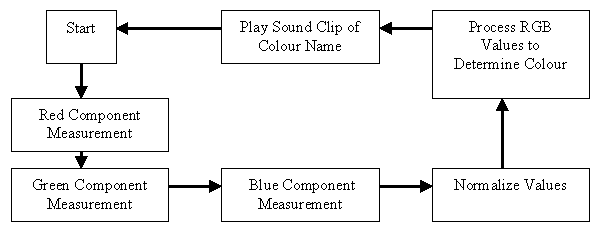 Start
Play Sound Clip of
Colour Name
Process RGB
Values to
Determine Colour
Red Component
Measurement
Green Component
Measurement
Blue Component
Measurement
Normalize Values